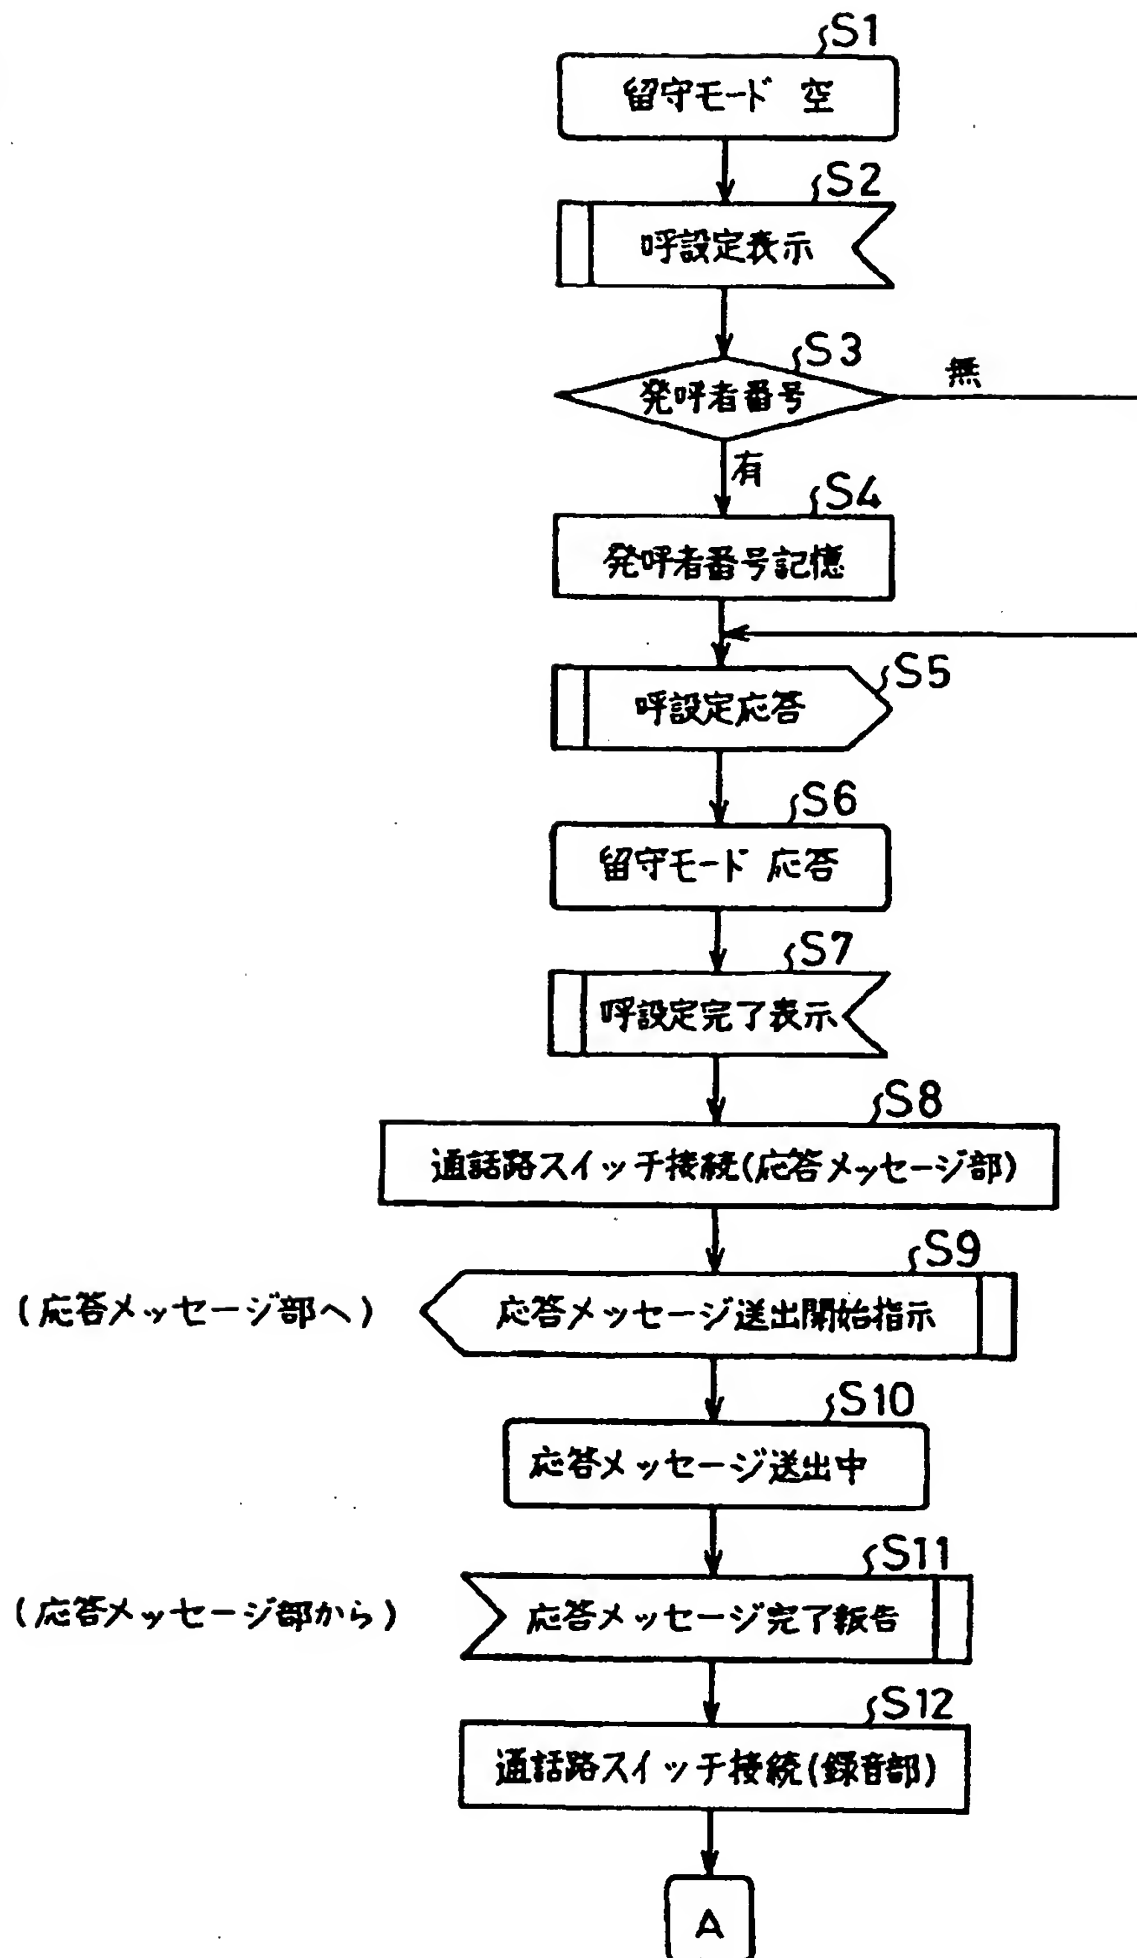 S1
留守モード 空
S2
呼設定表示
S3
発呼者番号
無
有
S4
発呼者番号記憶
S5
呼設定応答
S6
留守モード 応答
S7
呼設定完了表示
S8
通話路スイッチ接続(応答メッセージ部)
S9
(応答メッセージ部へ)
応答メッセージ送出開始指示
S10
応答メッセージ送出中
S11
(応答メッセージ部から)
応答メッセージ完了報告
S12
通話路スイッチ接続(録音部)
A